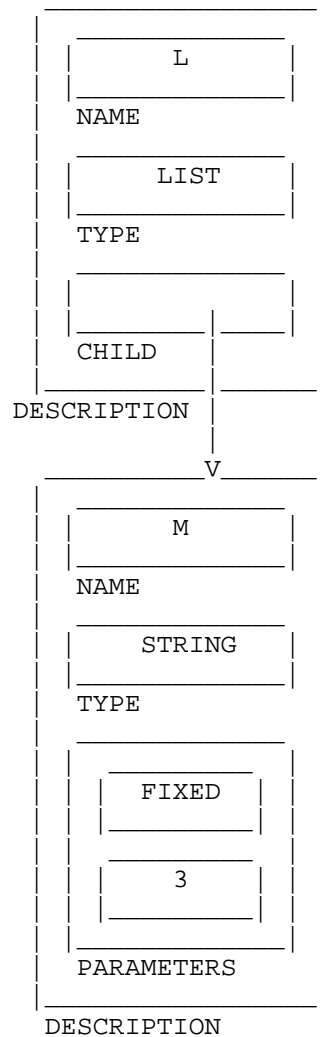 L
NAME
LIST
TYPE
CHILD
DESCRIPTION
V
M
NAME
STRING
TYPE
FIXED
3
PARAMETERS
DESCRIPTION